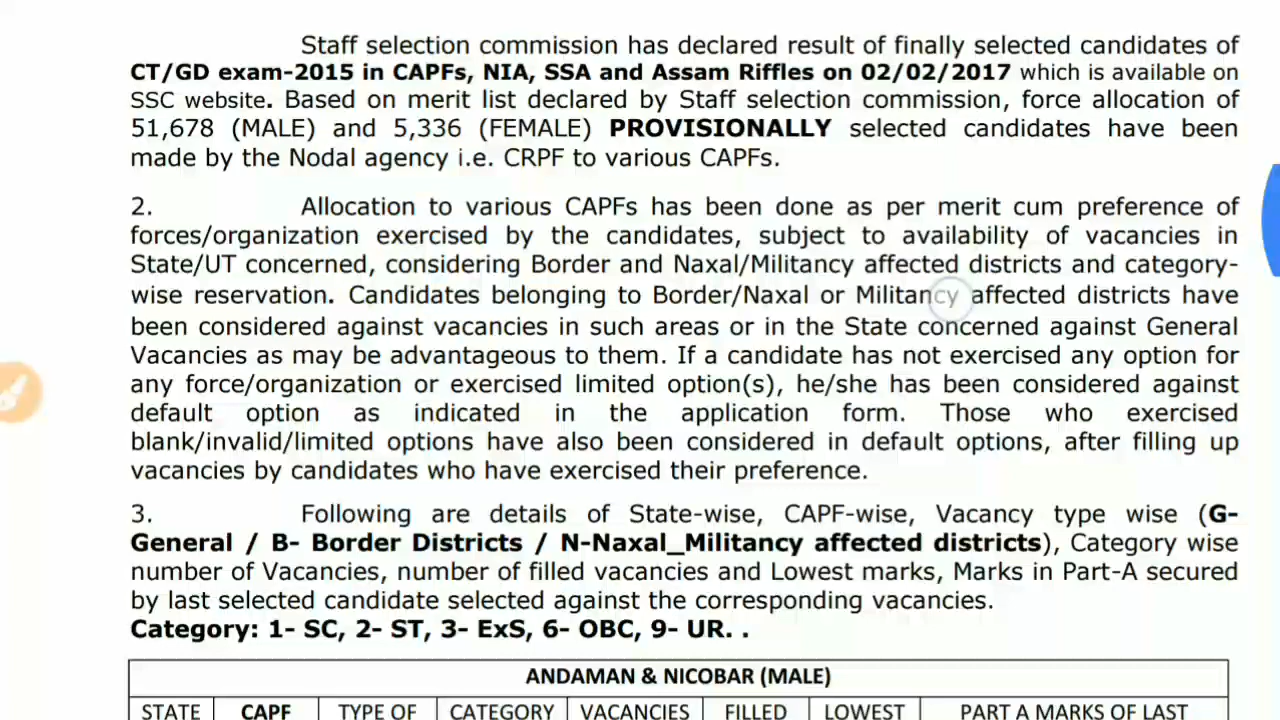 Staff selection commission has declared result of finally selected candidates of
CT/GD exam-2015 in CAPFs, NIA, SSA and Assam Riffles on 02/02/2017 which is available on
SSC website. Based on merit list declared by Staff selection commission, force allocation of
51,678 (MALE) and 5,336 (FEMALE) PROVISIONALLY selected candidates have been
made by the Nodal agency i.e. CRPF to various CAPFs.
2. Allocation to various CAPFs has been done as per merit cum preference of
forces/organization exercised by the candidates, subject to availability of vacancies in
State/UT concerned, considering Border and Naxal/Militancy affected districts and category-
wise reservation. Candidates belonging to Border/Naxal or Militancy affected districts have
been considered against vacancies in such areas or in the State concerned against General
Vacancies as may be advantageous to them. If a candidate has not exercised any option for
any force/organization or exercised limited option(s), he/she has been considered against
default option as indicated in the application form. Those who exercised
blank/invalid/limited options have also been considered in default options, after filling up
vacancies by candidates who have exercised their preference.
3. Following are details of State-wise, CAPF-wise, Vacancy type wise (G-
General / B- Border Districts / N-Naxal_Militancy affected districts), Category wise
number of Vacancies, number of filled vacancies and Lowest marks, Marks in Part-A secured
by last selected candidate selected against the corresponding vacancies.
Category: 1- SC, 2- ST, 3- ExS, 6- OBC, 9- UR. .
ANDAMAN & NICOBAR (MALE)
STATE CAPF TYPE OF CATEGORY VACANCIES FILLED LOWEST PART A MARKS OF LAST